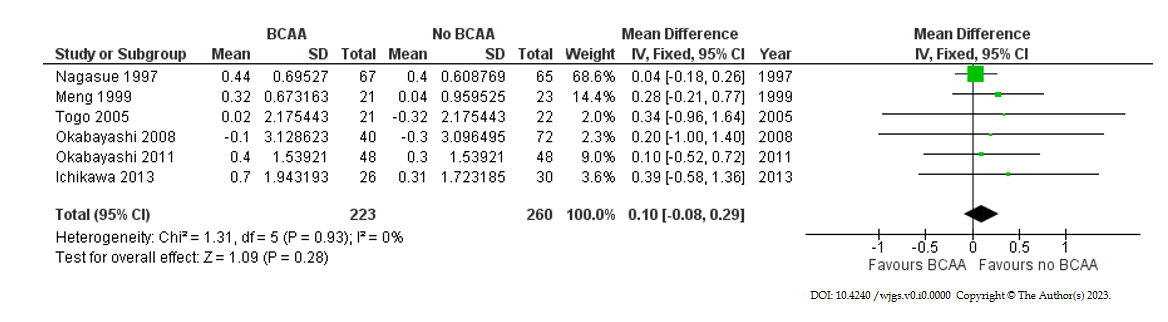 BCAA No BCAA Mean Difference Mean Difference
Study or Subgroup Mean SD Total Mean SD Total Weight IV, Fixed, 95% CI Year IV, Fixed, 95% CI
Nagasue 1997 0.44 0.69527 67 0.4 0.608769 65 68.6% 0.04 [-0.18, 0.26] 1997
Meng 1999 0.32 0.673163 21 0.04 0.959525 23 14.4% 0.28 [-0.21, 0.77] 1999
Togo 2005 0.02 2.175443 21 -0.32 2.175443 22 2.0% 0.34 [-0.96, 1.64] 2005
Okabayashi 2008 -0.1 3.128623 40 -0.3 3.096495 72 2.3% 0.20 [-1.00, 1.40] 2008
Okabayashi 2011 0.4 1.53921 48 0.3 1.53921 48 9.0% 0.10 [-0.52, 0.72] 2011
Ichikawa 2013 0.7 1.943193 26 0.31 1.723185 30 3.6% 0.39 [-0.58, 1.36] 2013
Total (95% CI) 223 260 100.0% 0.10 [-0.08, 0.29]
Heterogeneity: Chi² = 1.31, df = 5 (P = 0.93); I² = 0%
Test for overall effect: Z = 1.09 (P = 0.28)
-1 -0.5 0 0.5 1
Favours BCAA Favours no BCAA
DOI: 10.4240 /wjgs.v0.i0.0000 Copyright © The Author(s) 2023.